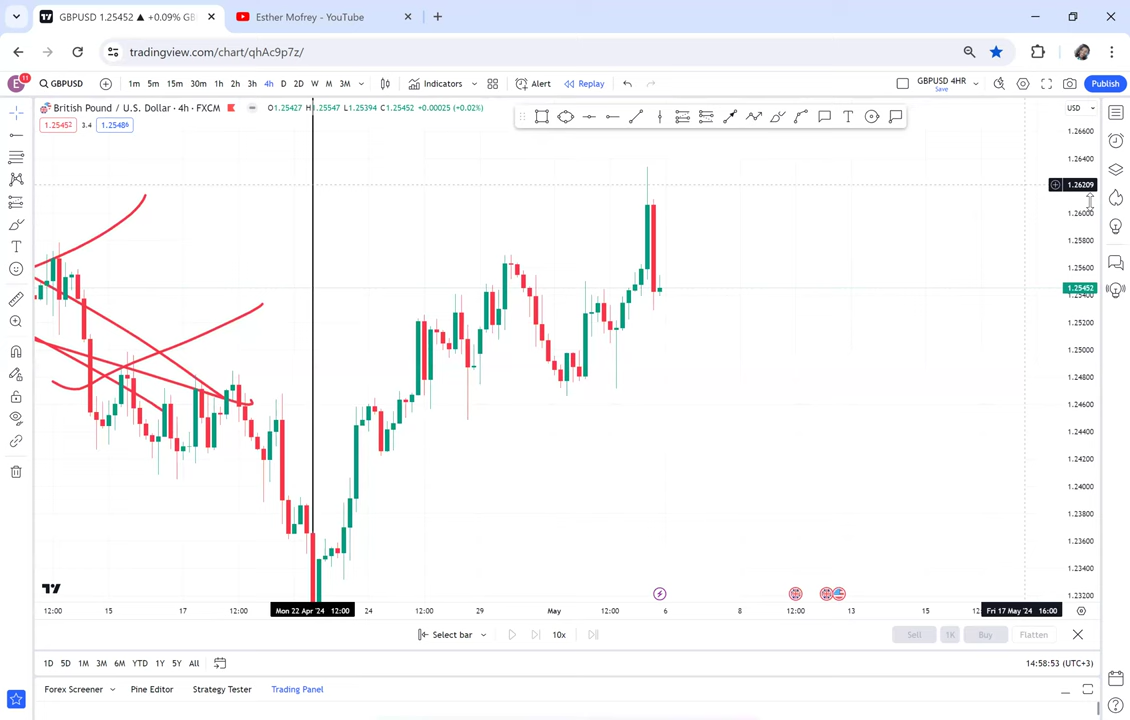 GBPUSD 1.25452 ▲ +0.09% GB
Esther Mofrey - YouTube
tradingview.com/chart/qhAc9p7z/
E 11 GBPUSD 1m 5m 15m 30m 1h 2h 3h 4h D 2D W M 3M Indicators Alert Replay GBPUSD 4HR Save Publish
British Pound / U.S. Dollar · 4h · FXCM O1.25427 H1.25547 L1.25394 C1.25452 +0.00025 (+0.02%) USD
1.25452 3.4 1.25486
1.26600
1.26400
1.26209
1.26000
1.25800
1.25600
1.25452
1.25400
1.25200
1.25000
1.24800
1.24600
1.24400
1.24200
1.24000
1.23800
1.23600
1.23400
1.23200
12:00 15 17 12:00 Mon 22 Apr '24 12:00 24 12:00 29 May 12:00 6 8 12:00 13 15 Fri 17 May '24 16:00
Select bar 10x Sell 1K Buy Flatten
1D 5D 1M 3M 6M YTD 1Y 5Y All 14:58:53 (UTC+3)
Forex Screener Pine Editor Strategy Tester Trading Panel